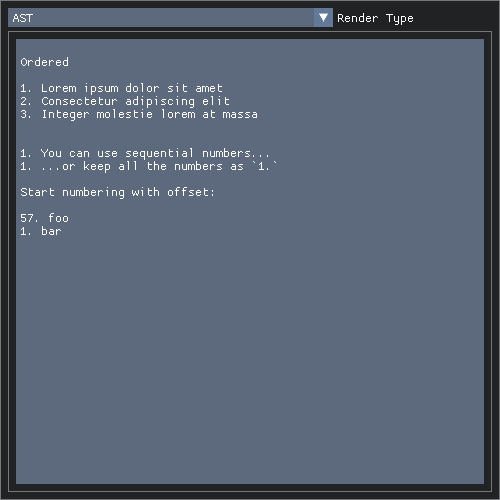 AST
Render Type
Ordered
1. Lorem ipsum dolor sit amet
2. Consectetur adipiscing elit
3. Integer molestie lorem at massa
1. You can use sequential numbers...
1. ...or keep all the numbers as `1.`
Start numbering with offset:
57. foo
1. bar